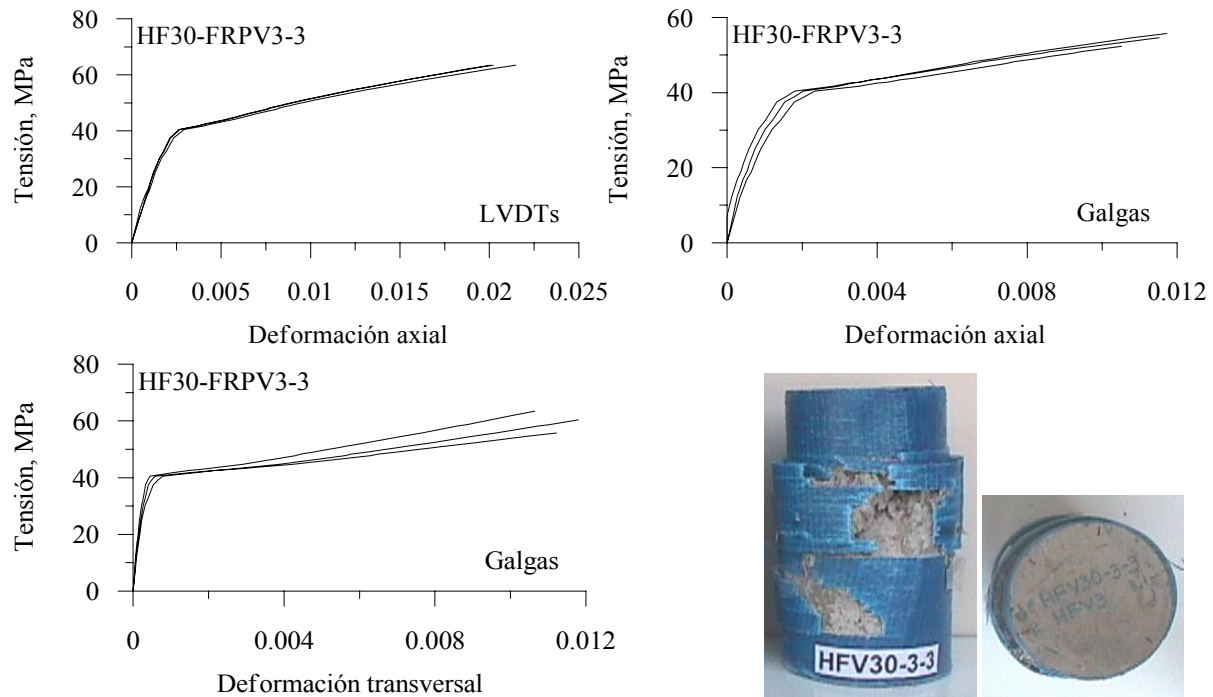 80
60
40
20
0
Tensión, MPa
HF30-FRPV3-3
LVDTs
0 0.005 0.01 0.015 0.02 0.025
Deformación axial
60
40
20
0
Tensión, MPa
HF30-FRPV3-3
Galgas
0 0.004 0.008 0.012
Deformación axial
80
60
40
20
0
Tensión, MPa
HF30-FRPV3-3
Galgas
0 0.004 0.008 0.012
Deformación transversal
HFV30-3-3
HFV30-3-3
HFV3